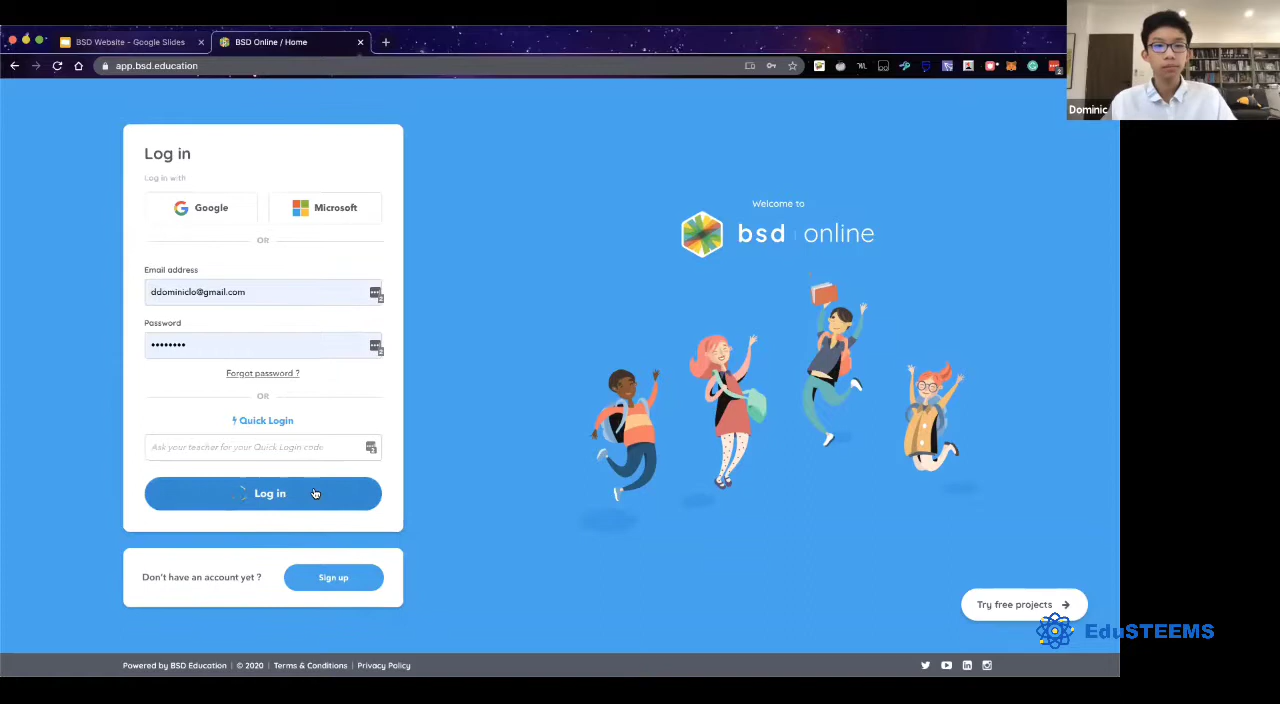 BSD Website - Google Slides
BSD Online / Home
app.bsd.education
Dominic
Log in
Log in with
Google
Microsoft
OR
Email address
ddominiclo@gmail.com
Password
••••••••
Forgot password ?
OR
Quick Login
Ask your teacher for your Quick Login code
Log in
Don't have an account yet ?
Sign up
Welcome to
bsd | online
Try free projects
EduSTEEMS
Powered by BSD Education | © 2020 | Terms & Conditions | Privacy Policy